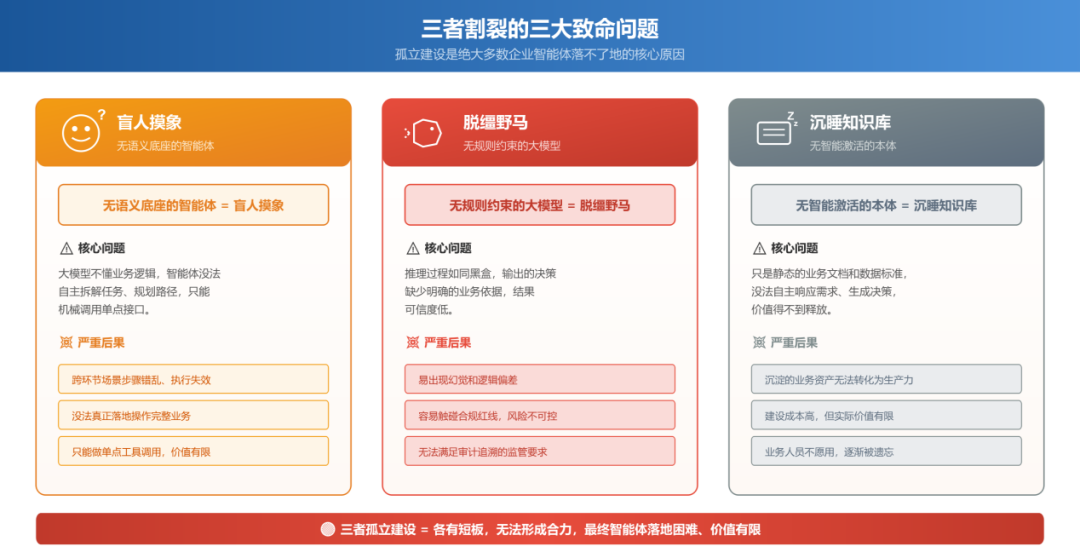 三者割裂的三大致命问题
孤立建设是绝大多数企业智能体落不了地的核心原因
?
盲人摸象
无语义底座的智能体
无语义底座的智能体 = 盲人摸象
核心问题
大模型不懂业务逻辑，智能体没法
自主拆解任务、规划路径，只能
机械调用单点接口。
严重后果
跨环节场景步骤错乱、执行失效
没法真正落地操作完整业务
只能做单点工具调用，价值有限
脱缰野马
无规则约束的大模型
无规则约束的大模型 = 脱缰野马
核心问题
推理过程如同黑盒，输出的决策
缺少明确的业务依据，结果
可信度低。
严重后果
易出现幻觉和逻辑偏差
容易触碰合规红线，风险不可控
无法满足审计追溯的监管要求
Zz
沉睡知识库
无智能激活的本体
无智能激活的本体 = 沉睡知识库
核心问题
只是静态的业务文档和数据标准，
没法自主响应需求、生成决策，
价值得不到释放。
严重后果
沉淀的业务资产无法转化为生产力
建设成本高，但实际价值有限
业务人员不愿用，逐渐被遗忘
三者孤立建设 = 各有短板，无法形成合力，最终智能体落地困难、价值有限